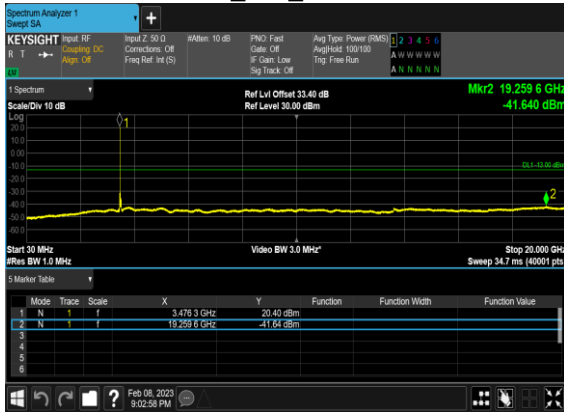 Spectrum Analyzer 1
Swept SA
+
KEYSIGHT Input: RF Input Z: 50 Ω #Atten: 10 dB PNO: Fast Avg Type: Power (RMS) 1 2 3 4 5 6
R T Coupling: DC Corrections: Off Gate: Off Avg|Hold: 100/100 A W W W W W
Align: Off Freq Ref: Int (S) IF Gain: Low Trig: Free Run
Sig Track: Off A N N N N N
1 Spectrum
Ref Lvl Offset 33.40 dB Mkr2 19.259 6 GHz
Scale/Div 10 dB Ref Level 30.00 dBm -41.640 dBm
Log
20.0 1
10.0
0.00
-10.0 DL1 -13.00 dBm
-20.0
-30.0 2
-40.0
-50.0
-60.0
Start 30 MHz Video BW 3.0 MHz* Stop 20.000 GHz
#Res BW 1.0 MHz Sweep 34.7 ms (40001 pts)
5 Marker Table
Mode Trace Scale X Y Function Function Width Function Value
1 N 1 f 3.476 3 GHz 20.40 dBm
2 N 1 f 19.259 6 GHz -41.64 dBm
3
4
5
6
? Feb 08, 2023
9:02:58 PM